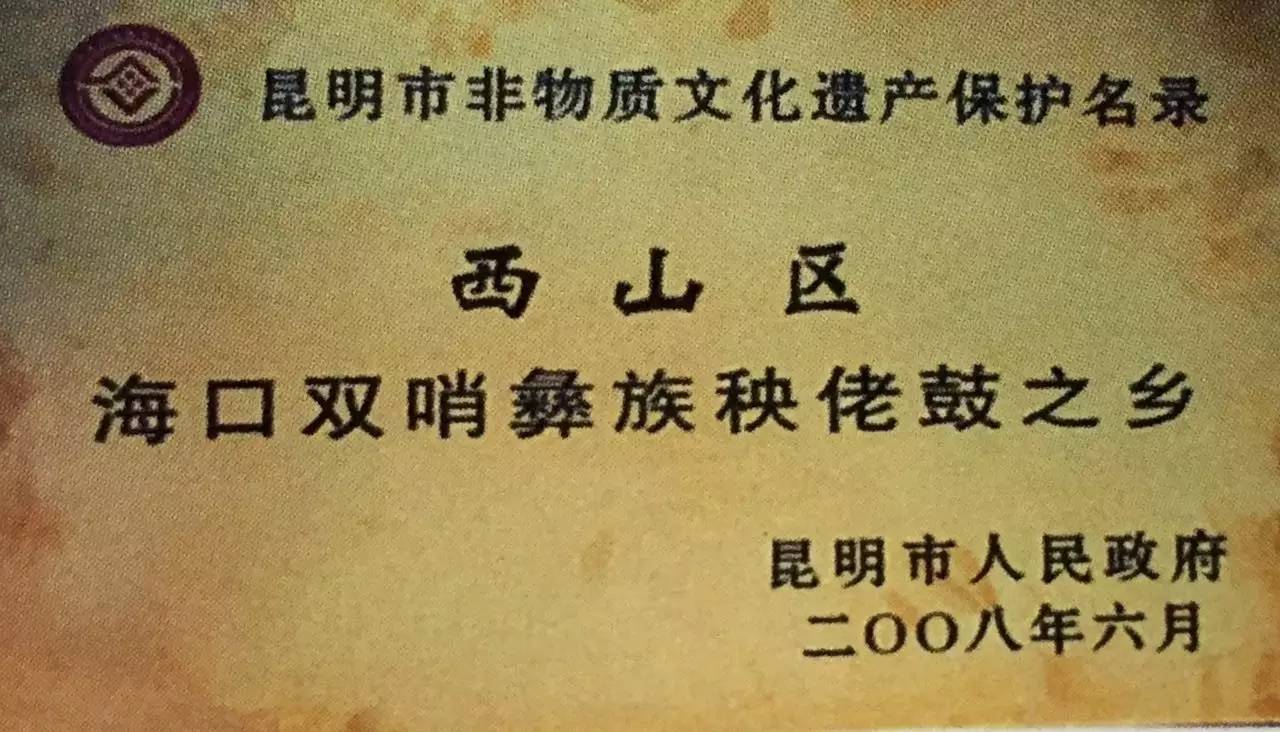 昆明市非物质文化遗产保护名录
西山区
海口双哨彝族秧佬鼓之乡
昆明市人民政府
二〇〇八年六月